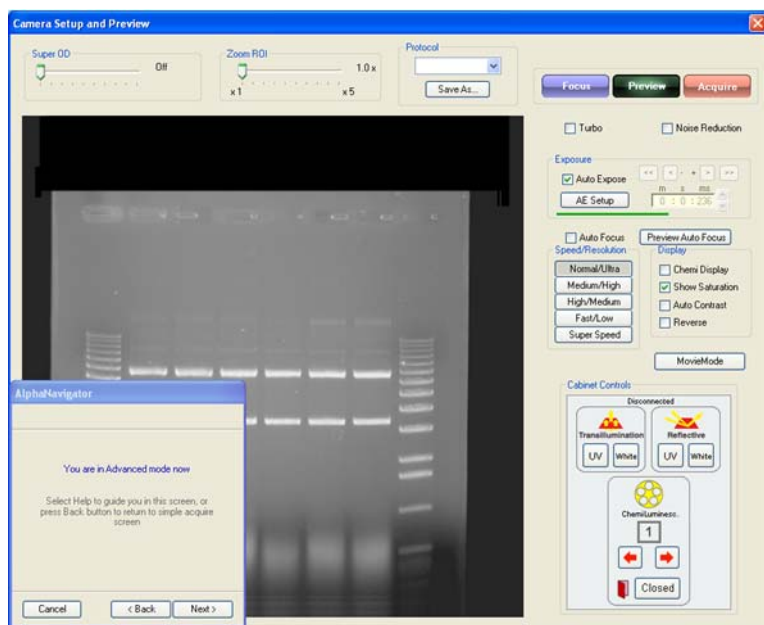 Camera Setup and Preview
Super OD
Off
Zoom ROI
1.0 x
x 1
x 5
Protocol
Save As...
Focus
Preview
Acquire
Turbo
Noise Reduction
Exposure
Auto Expose
<< < - + > >>
m s ms
AE Setup
0 : 0 : 236
Auto Focus
Preview Auto Focus
Speed/Resolution
Normal/Ultra
Medium/High
High/Medium
Fast/Low
Super Speed
Display
Chemi Display
Show Saturation
Auto Contrast
Reverse
MovieMode
AlphaNavigator
You are in Advanced mode now
Select Help to guide you in this screen, or
press Back button to return to simple acquire
screen
Cancel
< Back
Next >
Cabinet Controls
Disconnected
Transillumination
UV
White
Reflective
UV
White
ChemiLuminess..
1
Closed